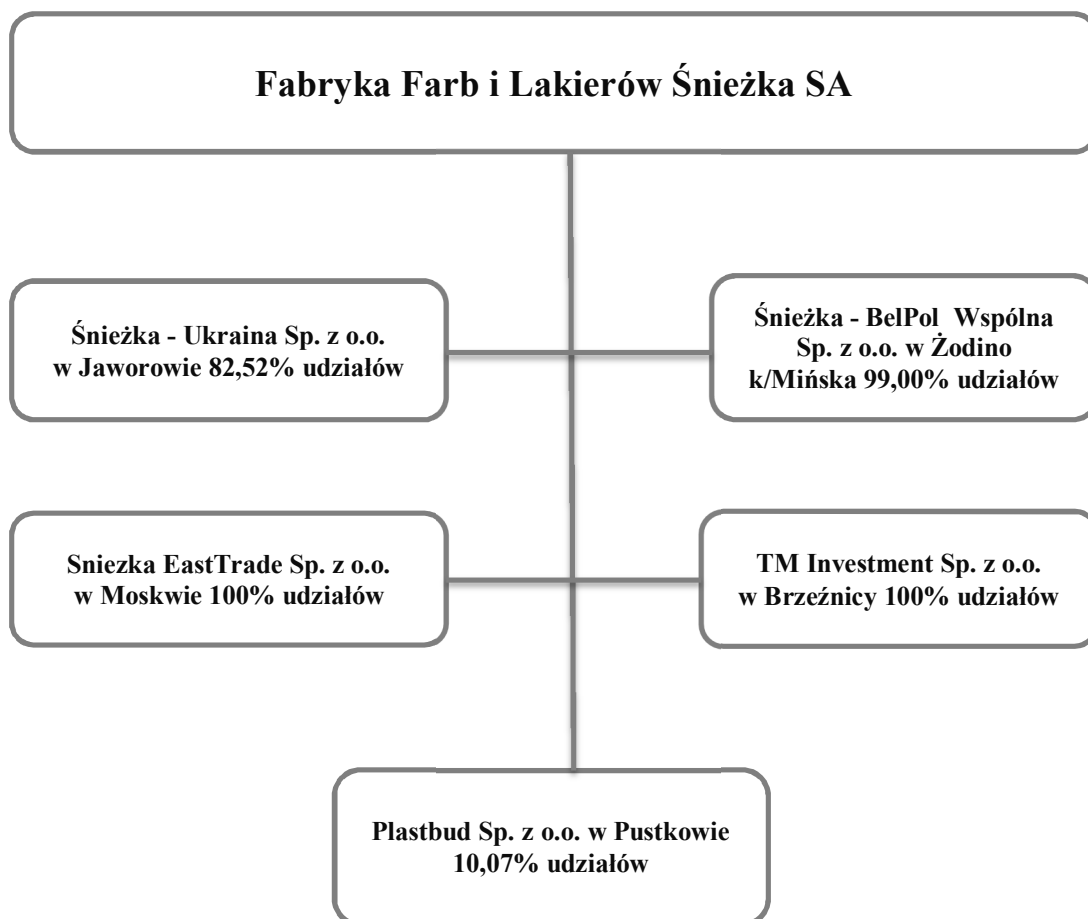 Fabryka Farb i Lakierów Śnieżka SA
Śnieżka - Ukraina Sp. z o.o.
w Jaworowie 82,52% udziałów
Śnieżka - BelPol Wspólna
Sp. z o.o. w Żodino
k/Mińska 99,00% udziałów
Sniezka EastTrade Sp. z o.o.
w Moskwie 100% udziałów
TM Investment Sp. z o.o.
w Brzeźnicy 100% udziałów
Plastbud Sp. z o.o. w Pustkowie
10,07% udziałów